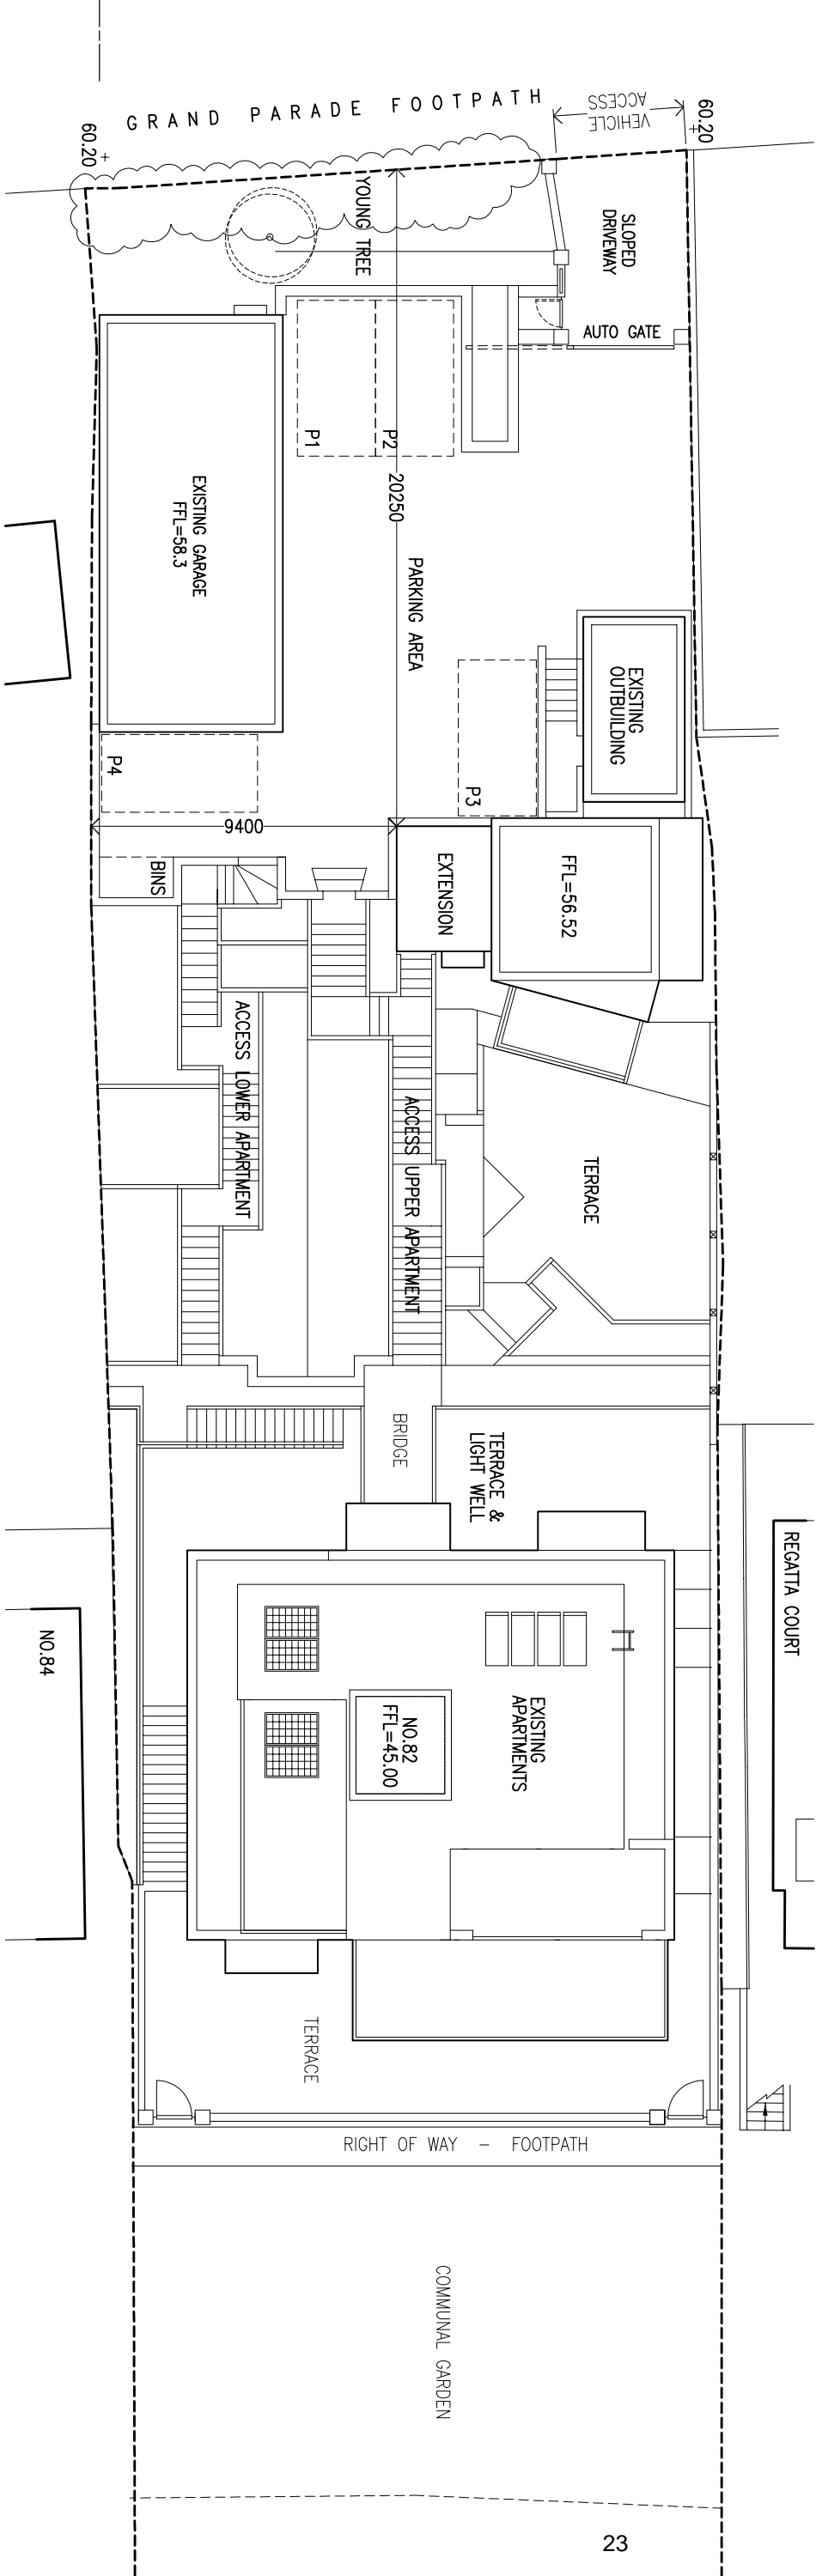 GRAND PARADE FOOTPATH
VEHICLE
ACCESS
60.20
60.20
YOUNG TREE
SLOPED
DRIVEWAY
AUTO GATE
P1
P2
20250
EXISTING GARAGE
FFL=58.3
PARKING AREA
EXISTING
OUTBUILDING
P4
P3
9400
BINS
EXTENSION
FFL=56.52
ACCESS LOWER APARTMENT
ACCESS UPPER APARTMENT
TERRACE
BRIDGE
TERRACE &
LIGHT WELL
REGATTA COURT
NO.84
EXISTING
APARTMENTS
NO.82
FFL=45.00
TERRACE
RIGHT OF WAY - FOOTPATH
COMMUNAL GARDEN
23